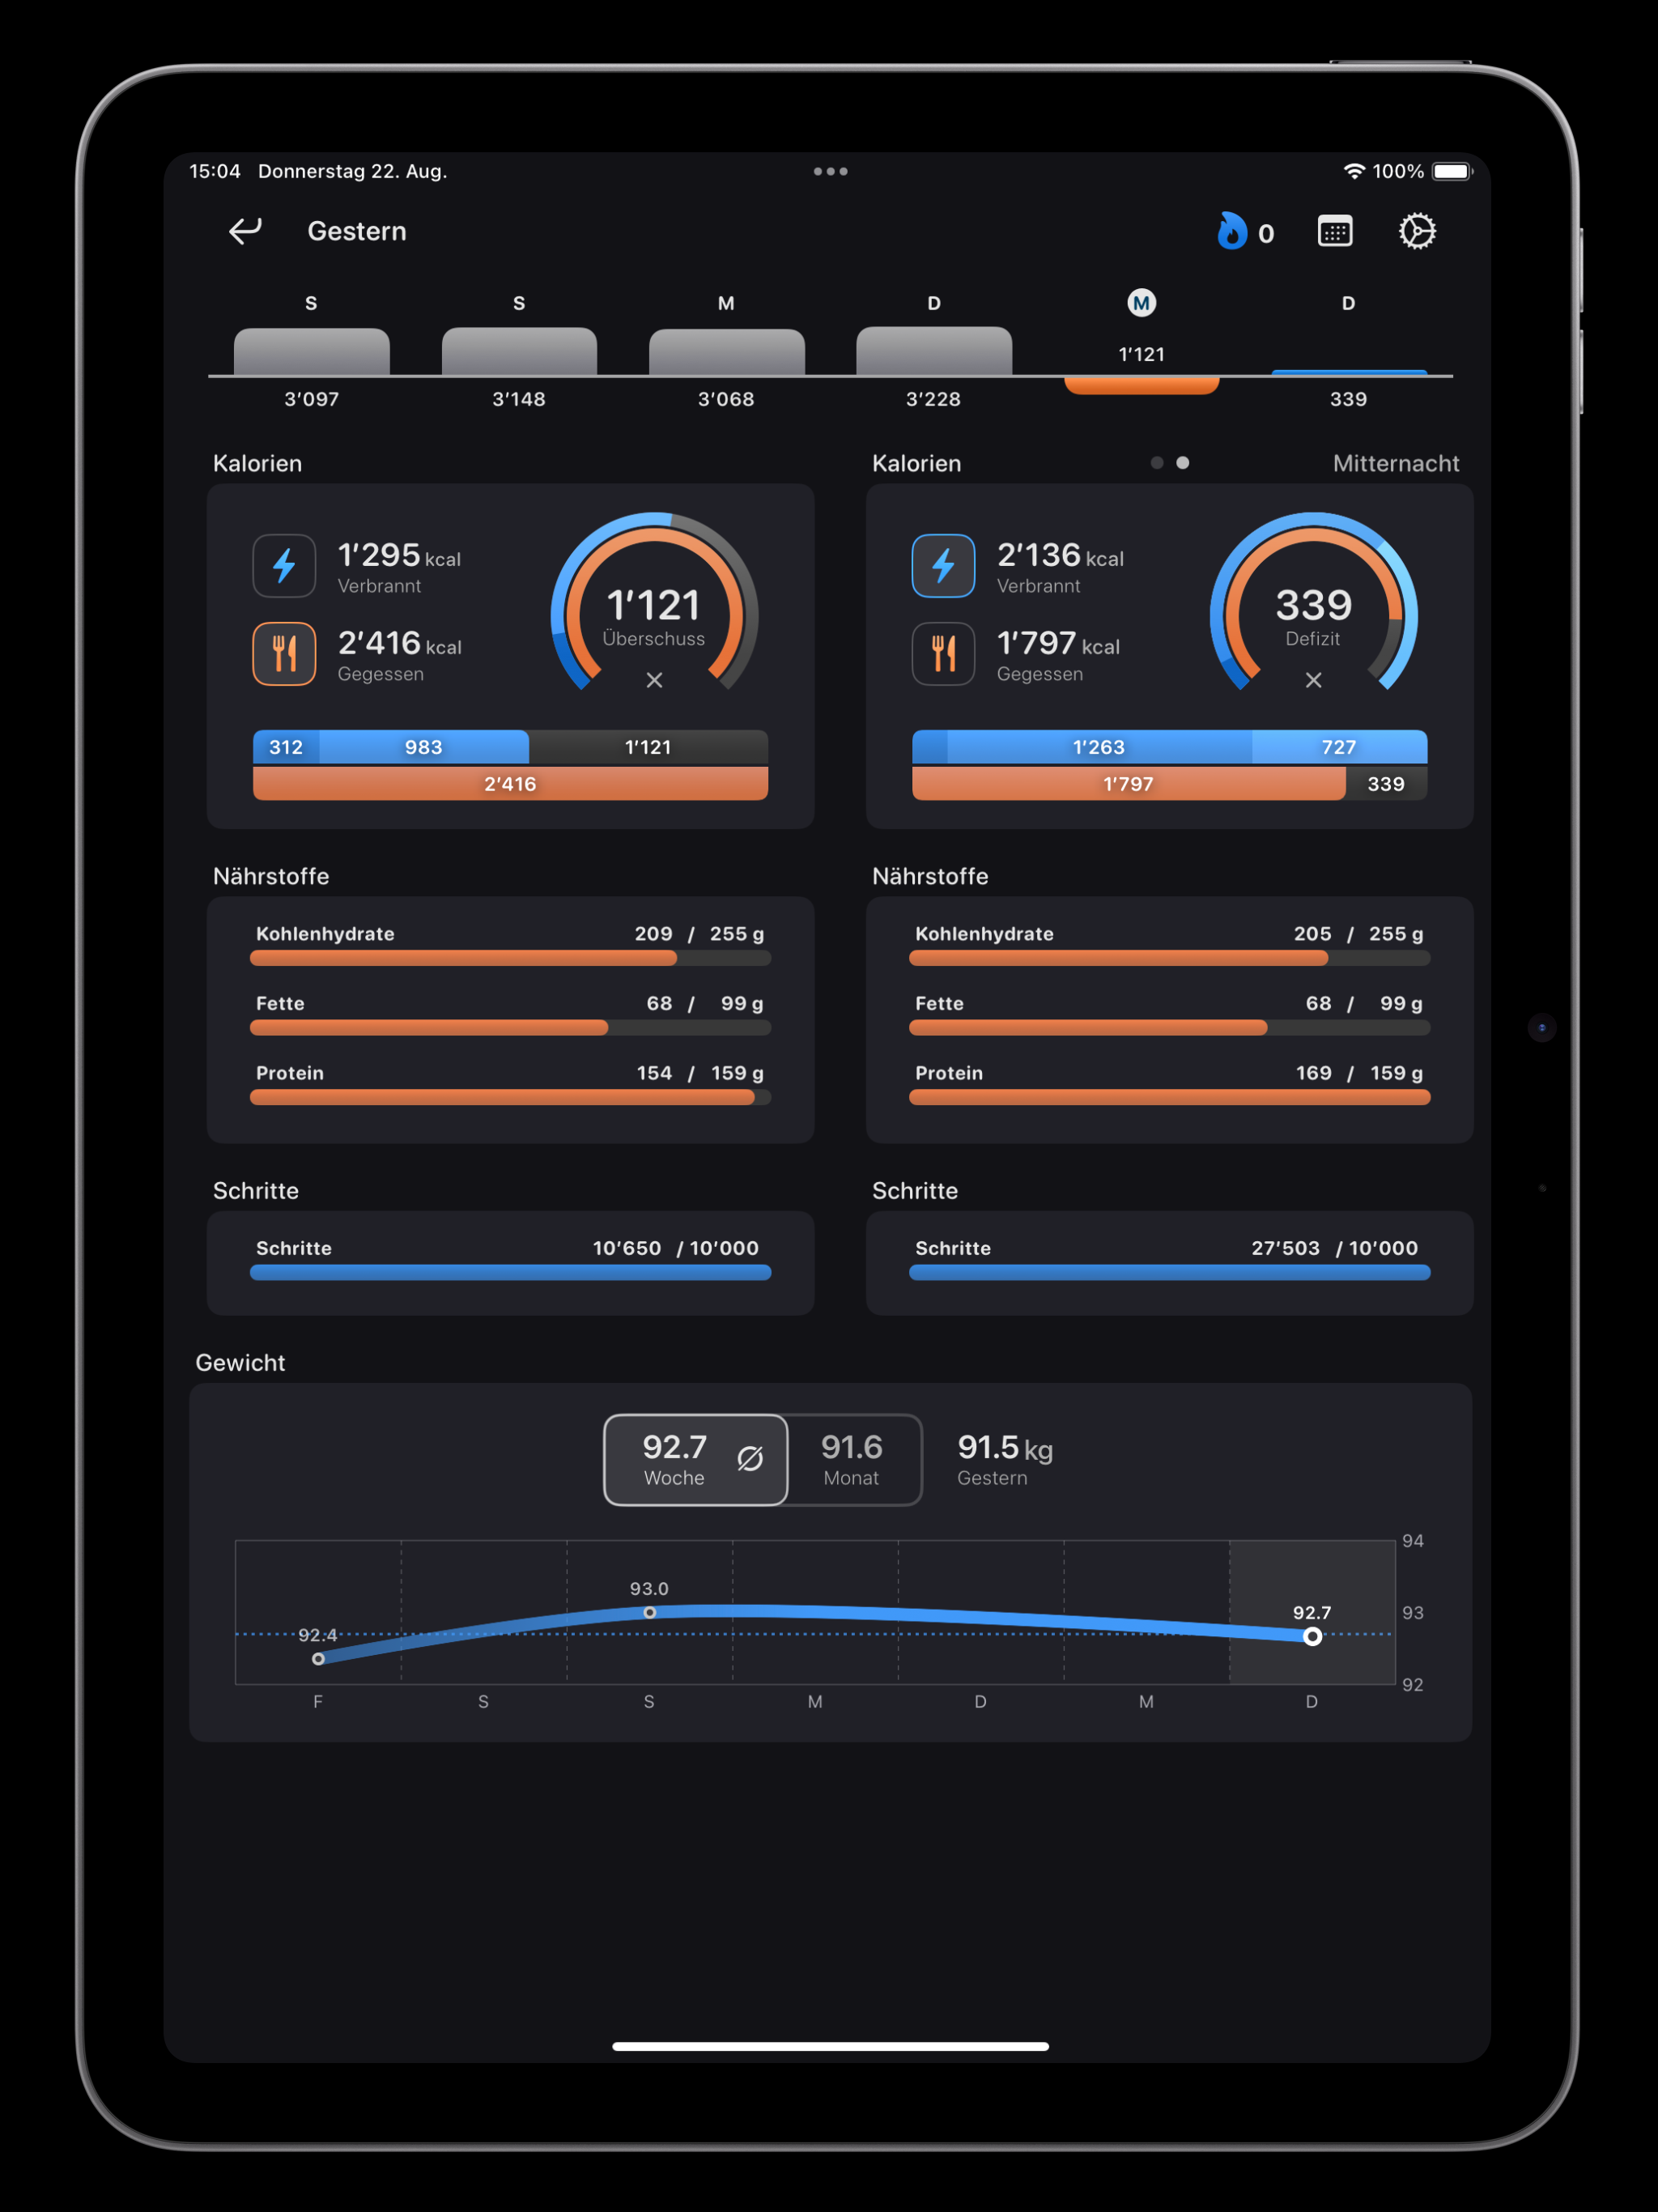 15:04 Donnerstag 22. Aug. 100%
Gestern 0
S S M D M D
1’121
3’097 3’148 3’068 3’228 339
Kalorien
1’295 kcal
Verbrannt
2’416 kcal
Gegessen
1’121
Überschuss
312 983 1’121
2’416
Kalorien Mitternacht
2’136 kcal
Verbrannt
1’797 kcal
Gegessen
339
Defizit
1’263 727
1’797 339
Nährstoffe
Kohlenhydrate 209 / 255 g
Fette 68 / 99 g
Protein 154 / 159 g
Nährstoffe
Kohlenhydrate 205 / 255 g
Fette 68 / 99 g
Protein 169 / 159 g
Schritte
Schritte 10’650 / 10’000
Schritte
Schritte 27’503 / 10’000
Gewicht
92.7 Ø 91.6 91.5 kg
Woche Monat Gestern
94
93.0
92.7 93
92.4
92
F S S M D M D